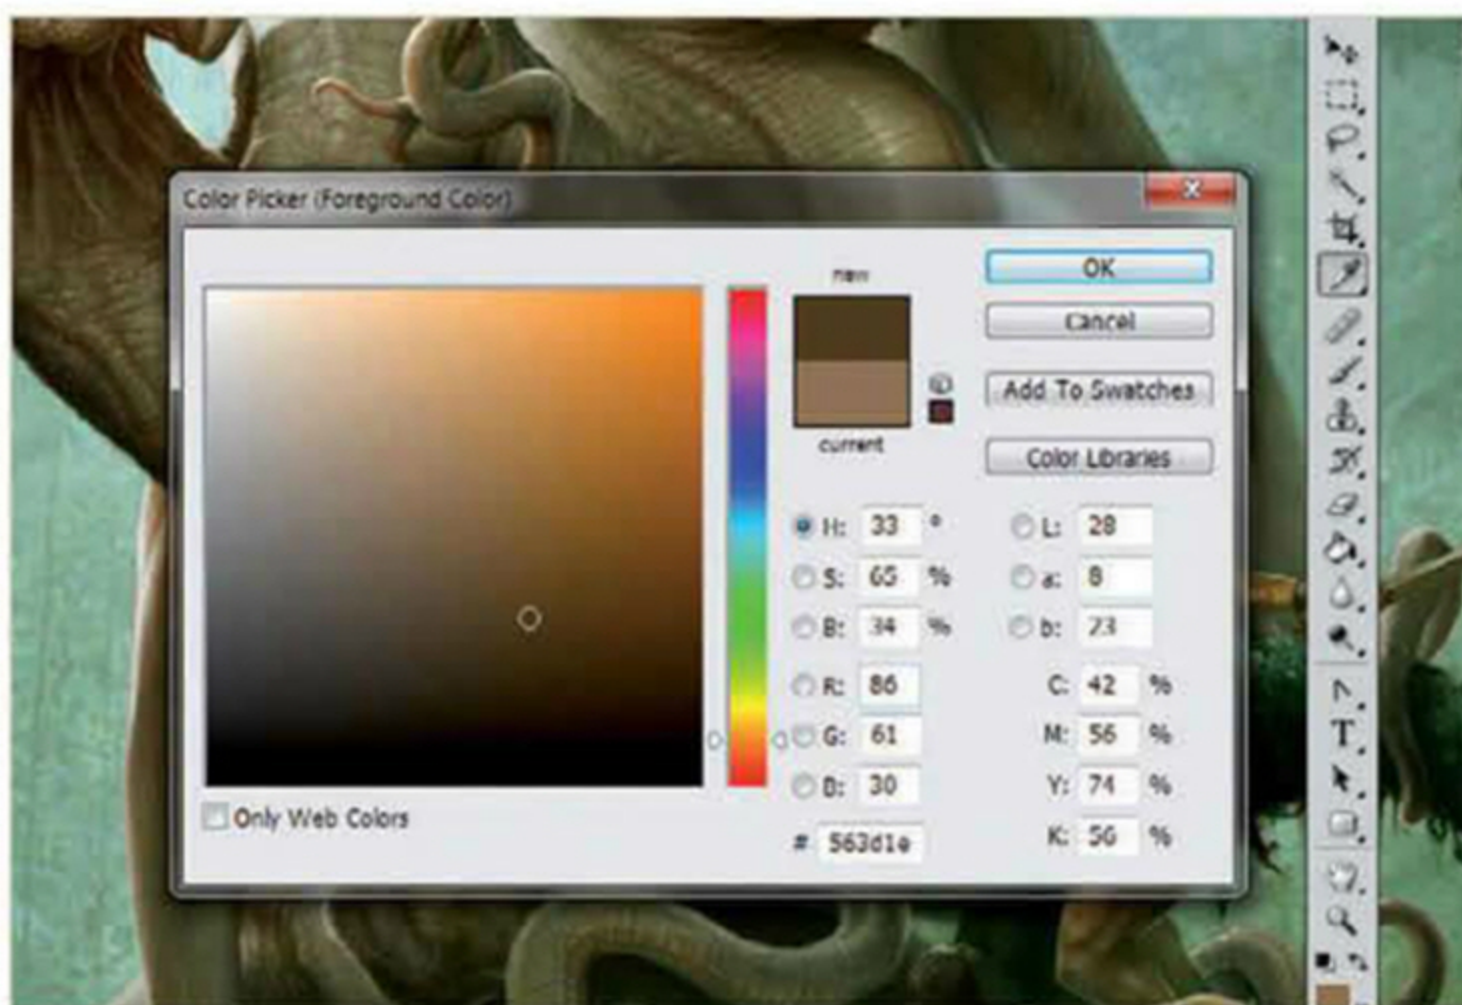 Color Picker (Foreground Color)
new
current
OK
Cancel
Add To Swatches
Color Libraries
H: 33 °
S: 65 %
B: 34 %
R: 86
G: 61
B: 30
# 563d1e
L: 28
a: 8
b: 23
C: 42 %
M: 56 %
Y: 74 %
K: 56 %
Only Web Colors
T